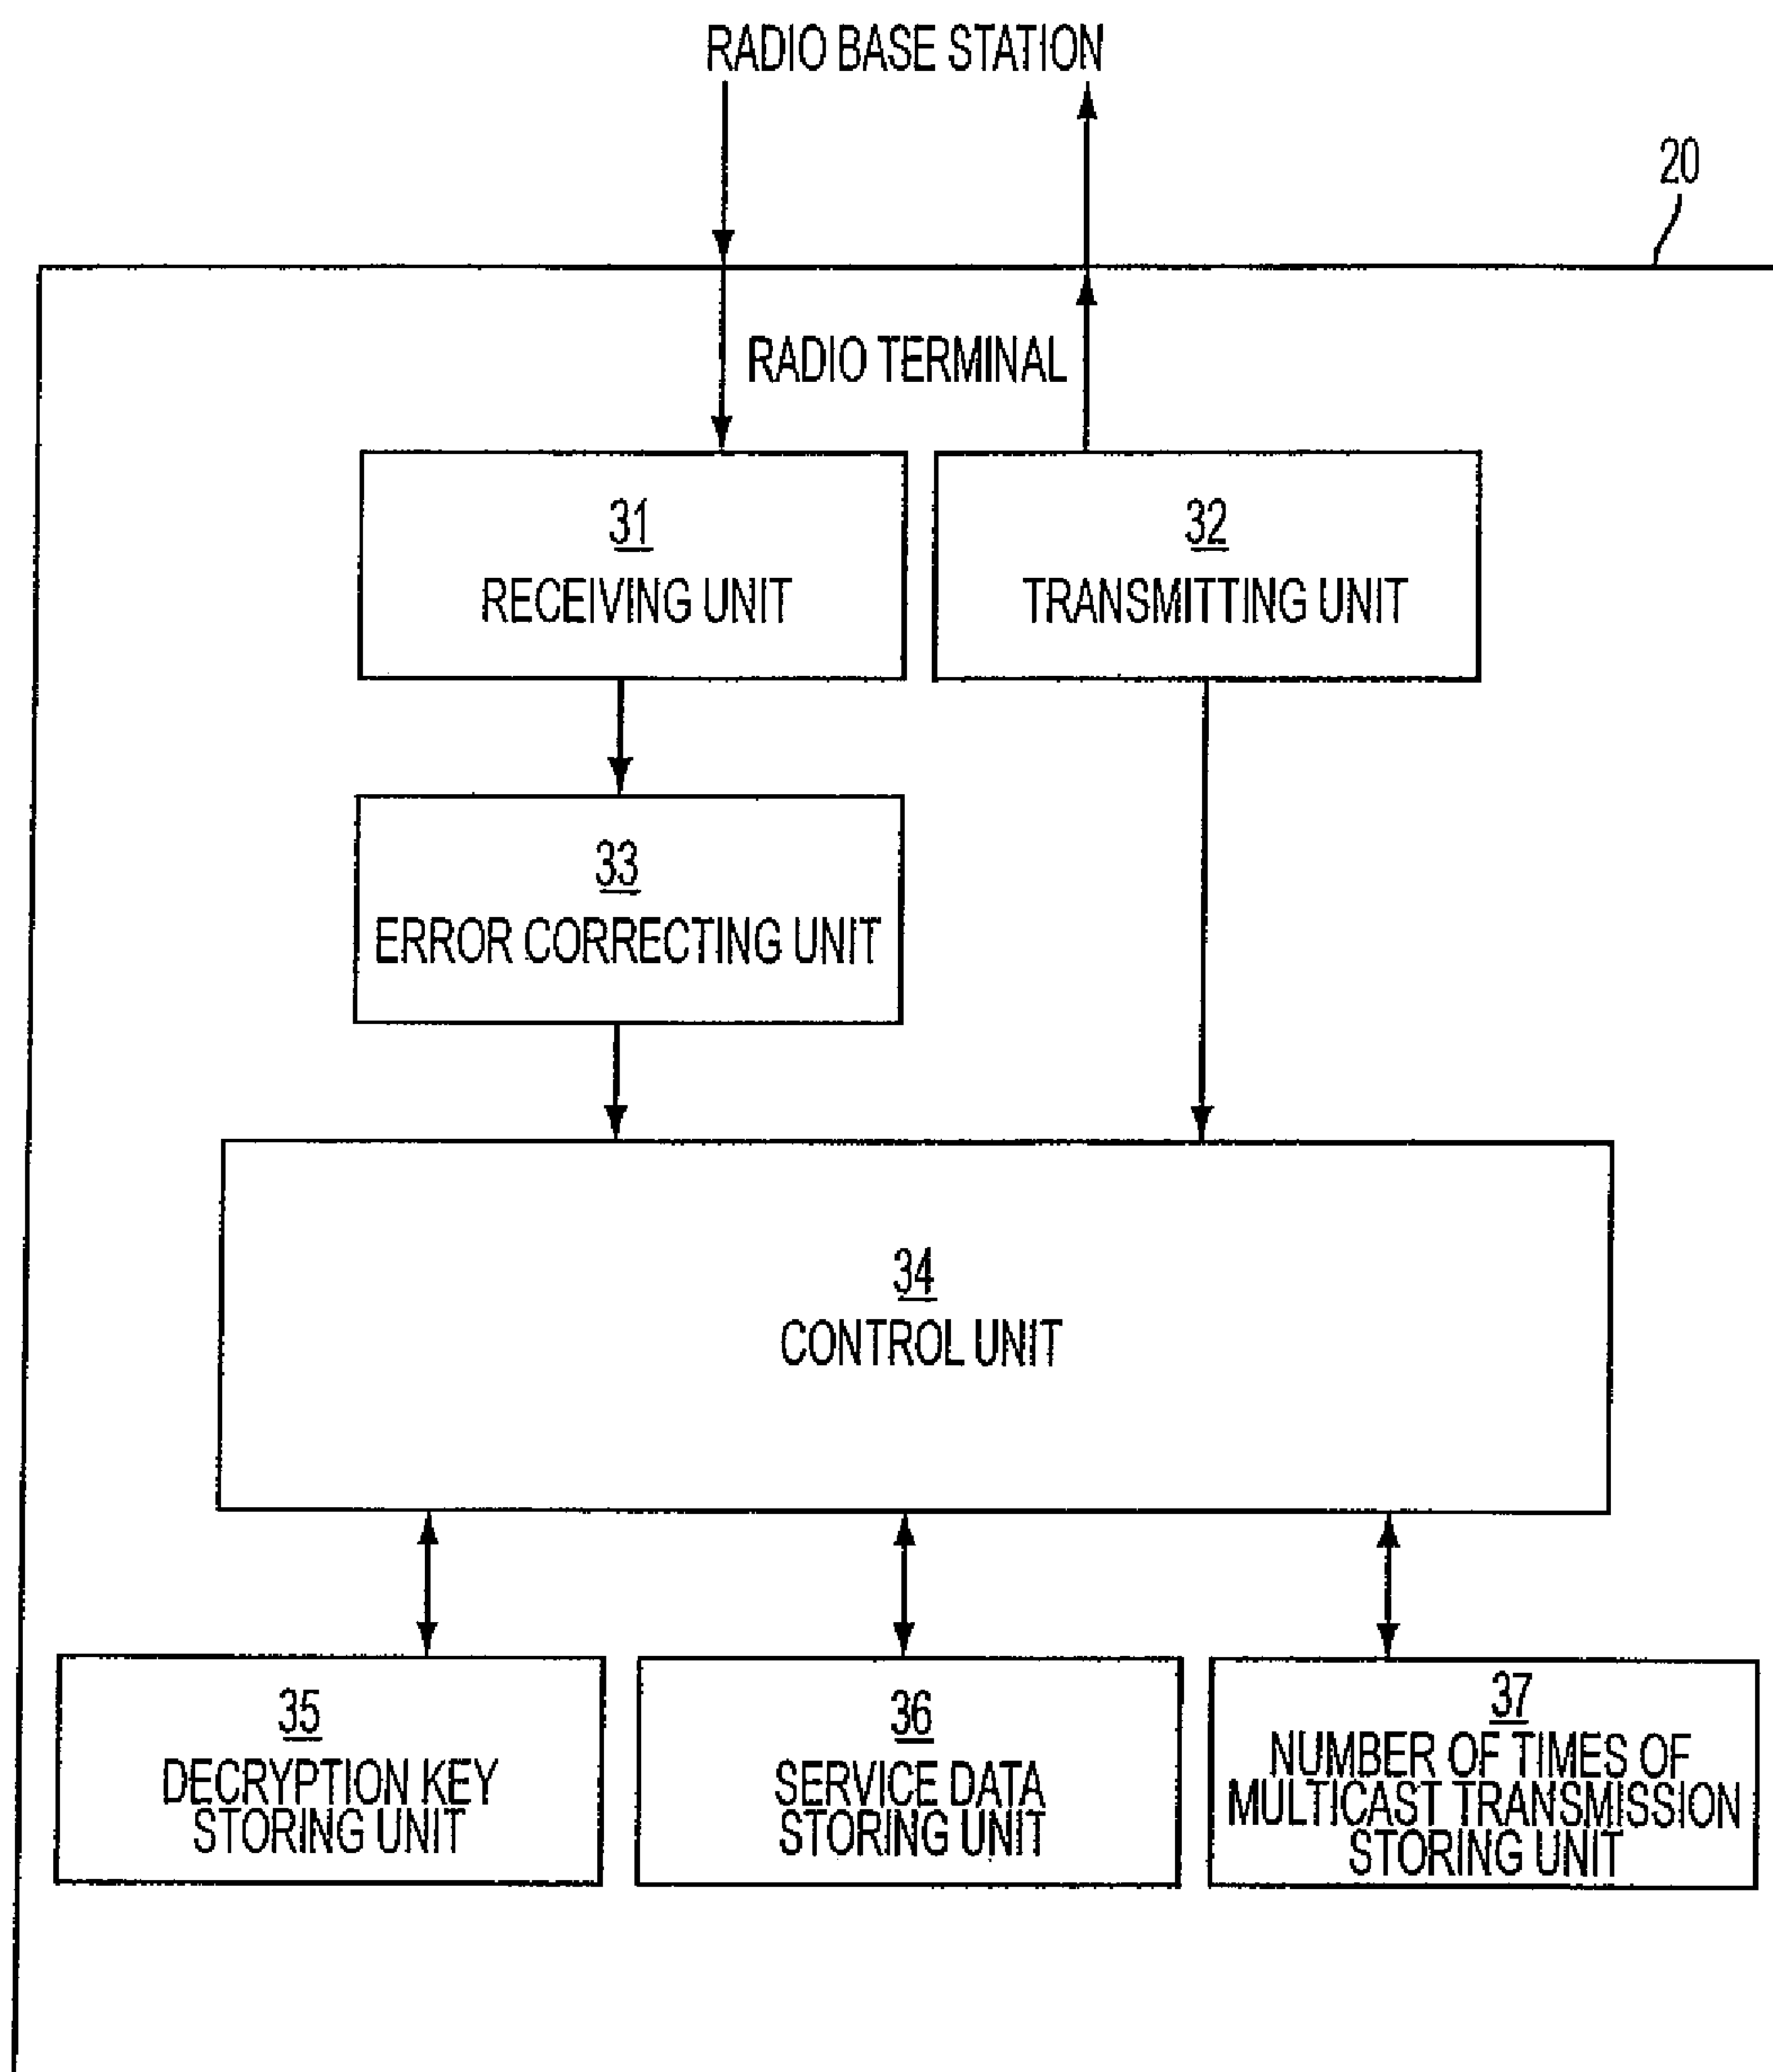 RADIO BASE STATION
20
RADIO TERMINAL
31
RECEIVING UNIT
32
TRANSMITTING UNIT
33
ERROR CORRECTING UNIT
34
CONTROL UNIT
35
DECRYPTION KEY
STORING UNIT
36
SERVICE DATA
STORING UNIT
37
NUMBER OF TIMES OF
MULTICAST TRANSMISSION
STORING UNIT